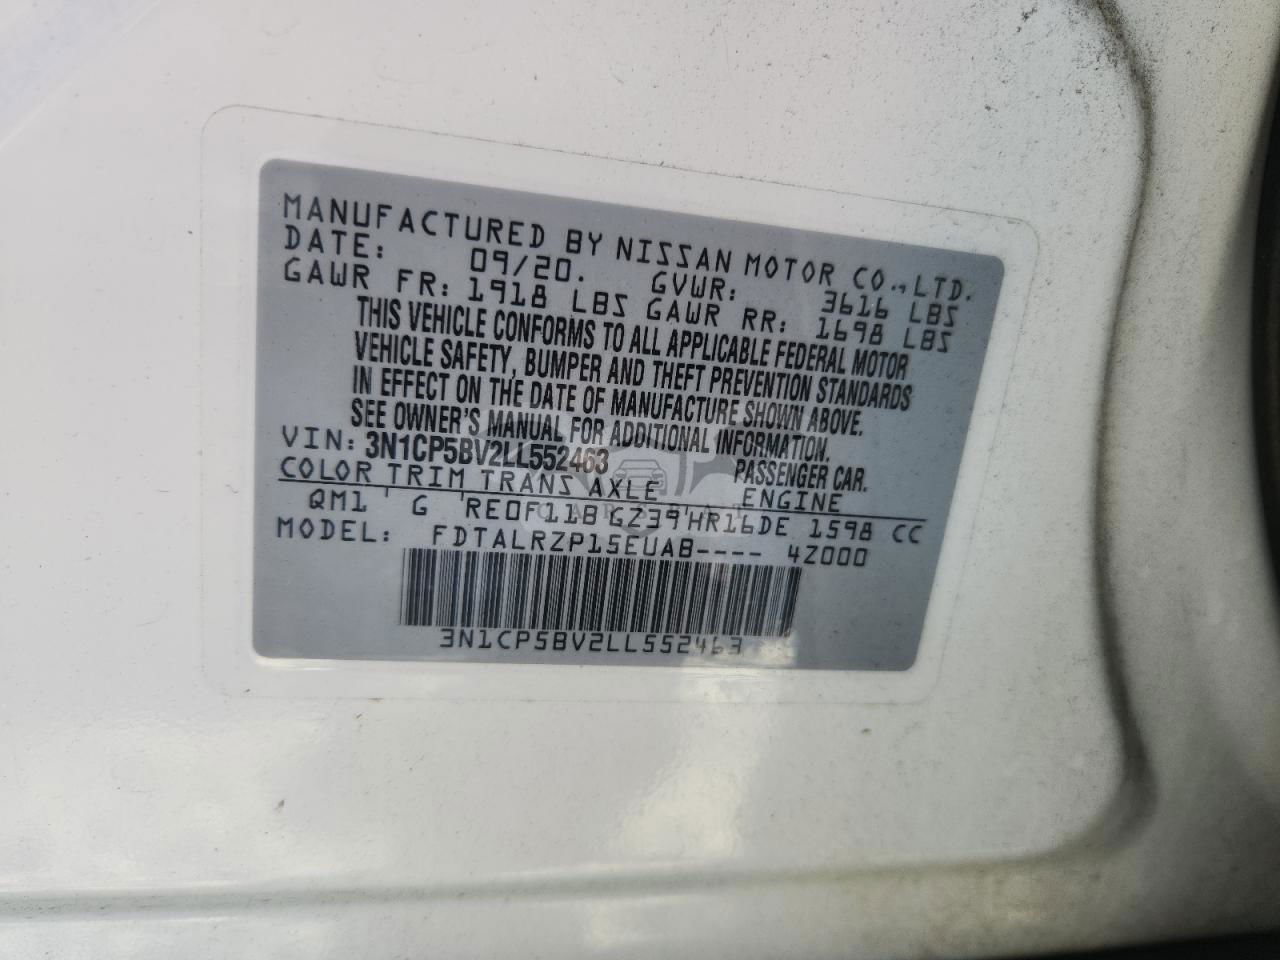 MANUFACTURED BY NISSAN MOTOR CO., LTD.
DATE: 09/20. GVWR: 3616 LBS
GAWR FR: 1918 LBS GAWR RR: 1698 LBS
THIS VEHICLE CONFORMS TO ALL APPLICABLE FEDERAL MOTOR
VEHICLE SAFETY, BUMPER AND THEFT PREVENTION STANDARDS
IN EFFECT ON THE DATE OF MANUFACTURE SHOWN ABOVE.
SEE OWNER'S MANUAL FOR ADDITIONAL INFORMATION.
VIN: 3N1CP5BV2LL552463 PASSENGER CAR.
COLOR TRIM TRANS AXLE ENGINE
QM1 G RE0F11B GZ39 HR16DE 1598 CC
MODEL: FDTALRZP15EUAB---- 4Z000
3N1CP5BV2LL552463